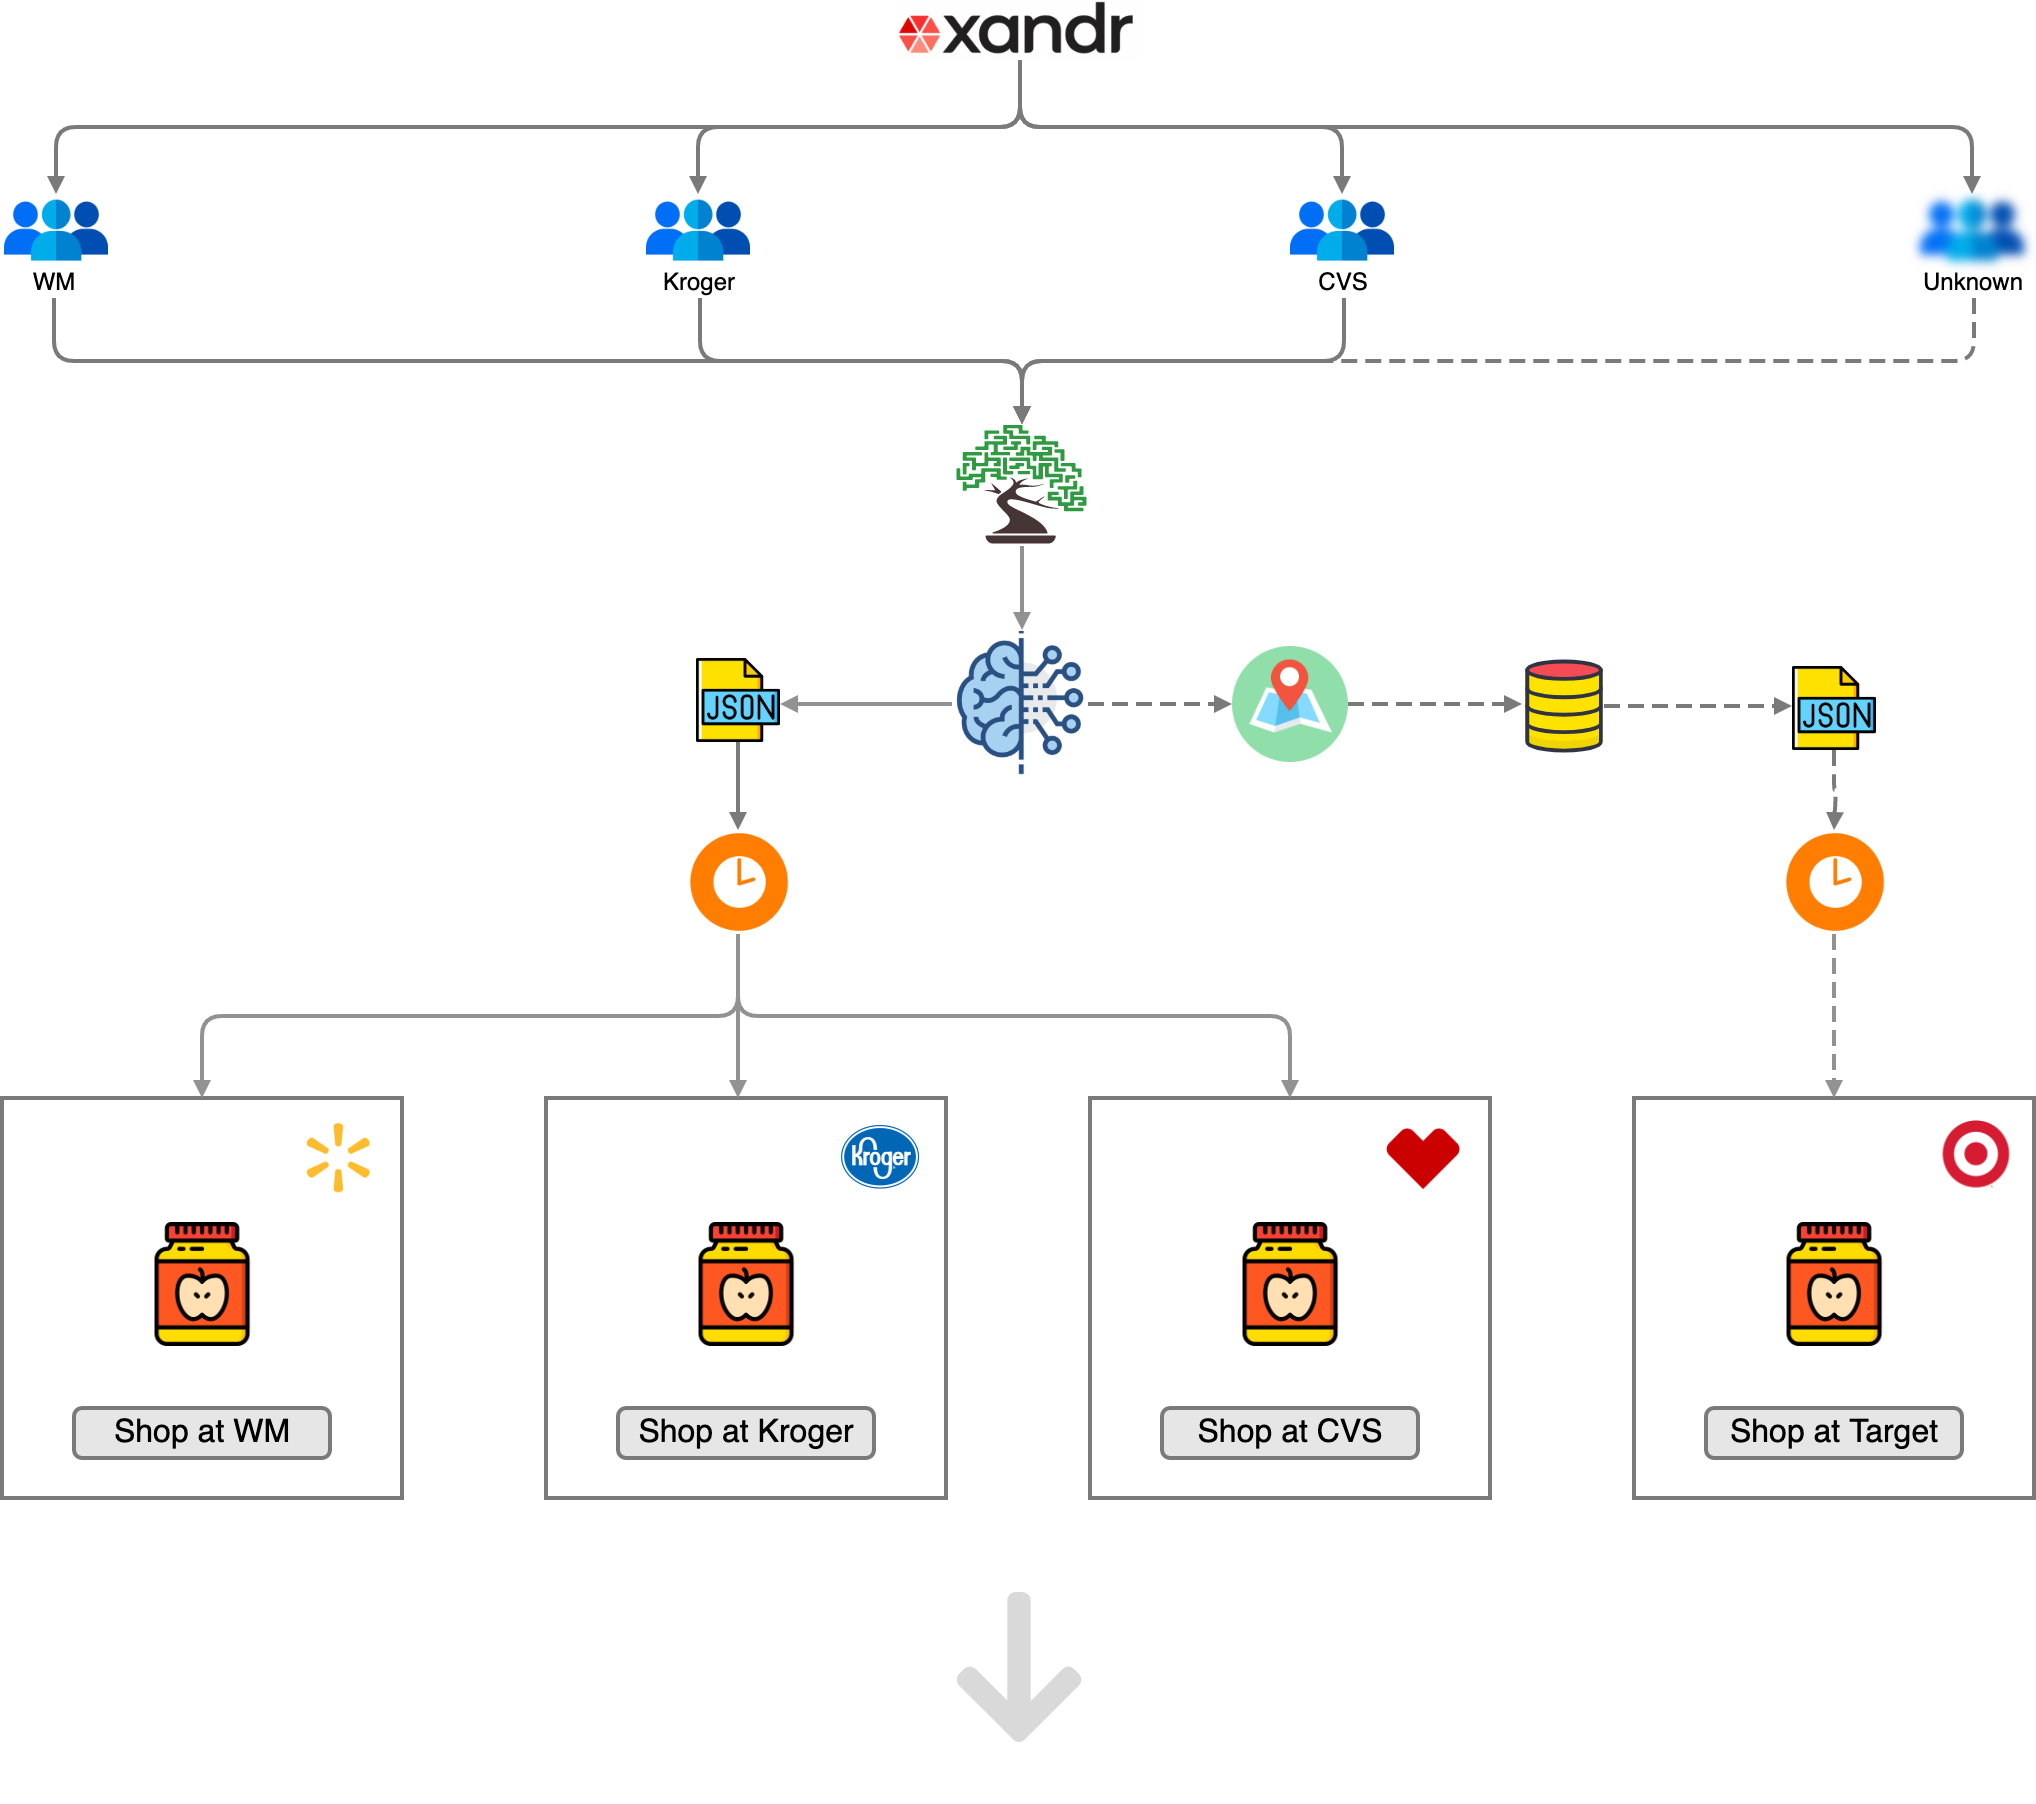 xandr
WM
Kroger
CVS
Unknown
JSON
JSON
Kroger
Shop at WM
Shop at Kroger
Shop at CVS
Shop at Target